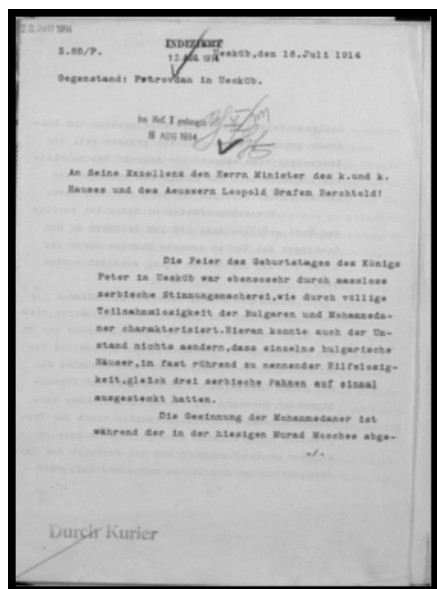 INDIZIERT
12 AUG. 1914
Z.85/P.
Uesküb,den 16.Juli 1914
Gegenstand: Petrovdan in Uesküb.
Im Ref. I
8 AUG 1914
An Seine Exzellenz den Herrn Minister des k.und k.
Hauses und des Aeussern Leopold Grafen Berchtold!
Die Feier des Geburtstages des Königs
Peter in Uesküb war ebensosehr durch masslose
serbische Stimmungsmacherei,wie durch völlige
Teilnahmslosigkeit der Bulgaren und Mohammeda-
ner charakterisiert.Hieran konnte auch der Um-
stand nichts aendern,dass einzelne bulgarische
Häuser,in fast rührend zu nennender Hilfelosig-
keit,gleich drei serbische Fahnen auf einmal
ausgesteckt hatten.
Die Gesinnung der Mohammedaner ist
während der in der hiesigen Murad Moschee abge-
-/-
Durch Kurier